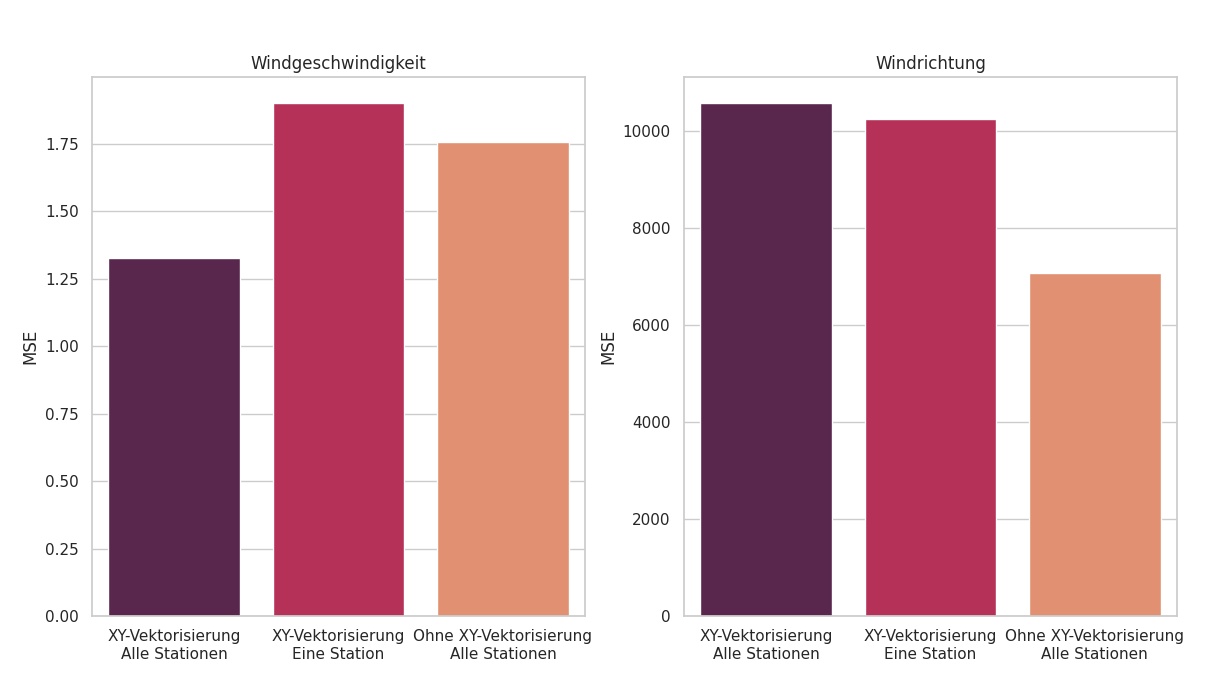 Windgeschwindigkeit
MSE
1.75
1.50
1.25
1.00
0.75
0.50
0.25
0.00
XY-Vektorisierung
Alle Stationen
XY-Vektorisierung
Eine Station
Ohne XY-Vektorisierung
Alle Stationen
Windrichtung
MSE
10000
8000
6000
4000
2000
0
XY-Vektorisierung
Alle Stationen
XY-Vektorisierung
Eine Station
Ohne XY-Vektorisierung
Alle Stationen